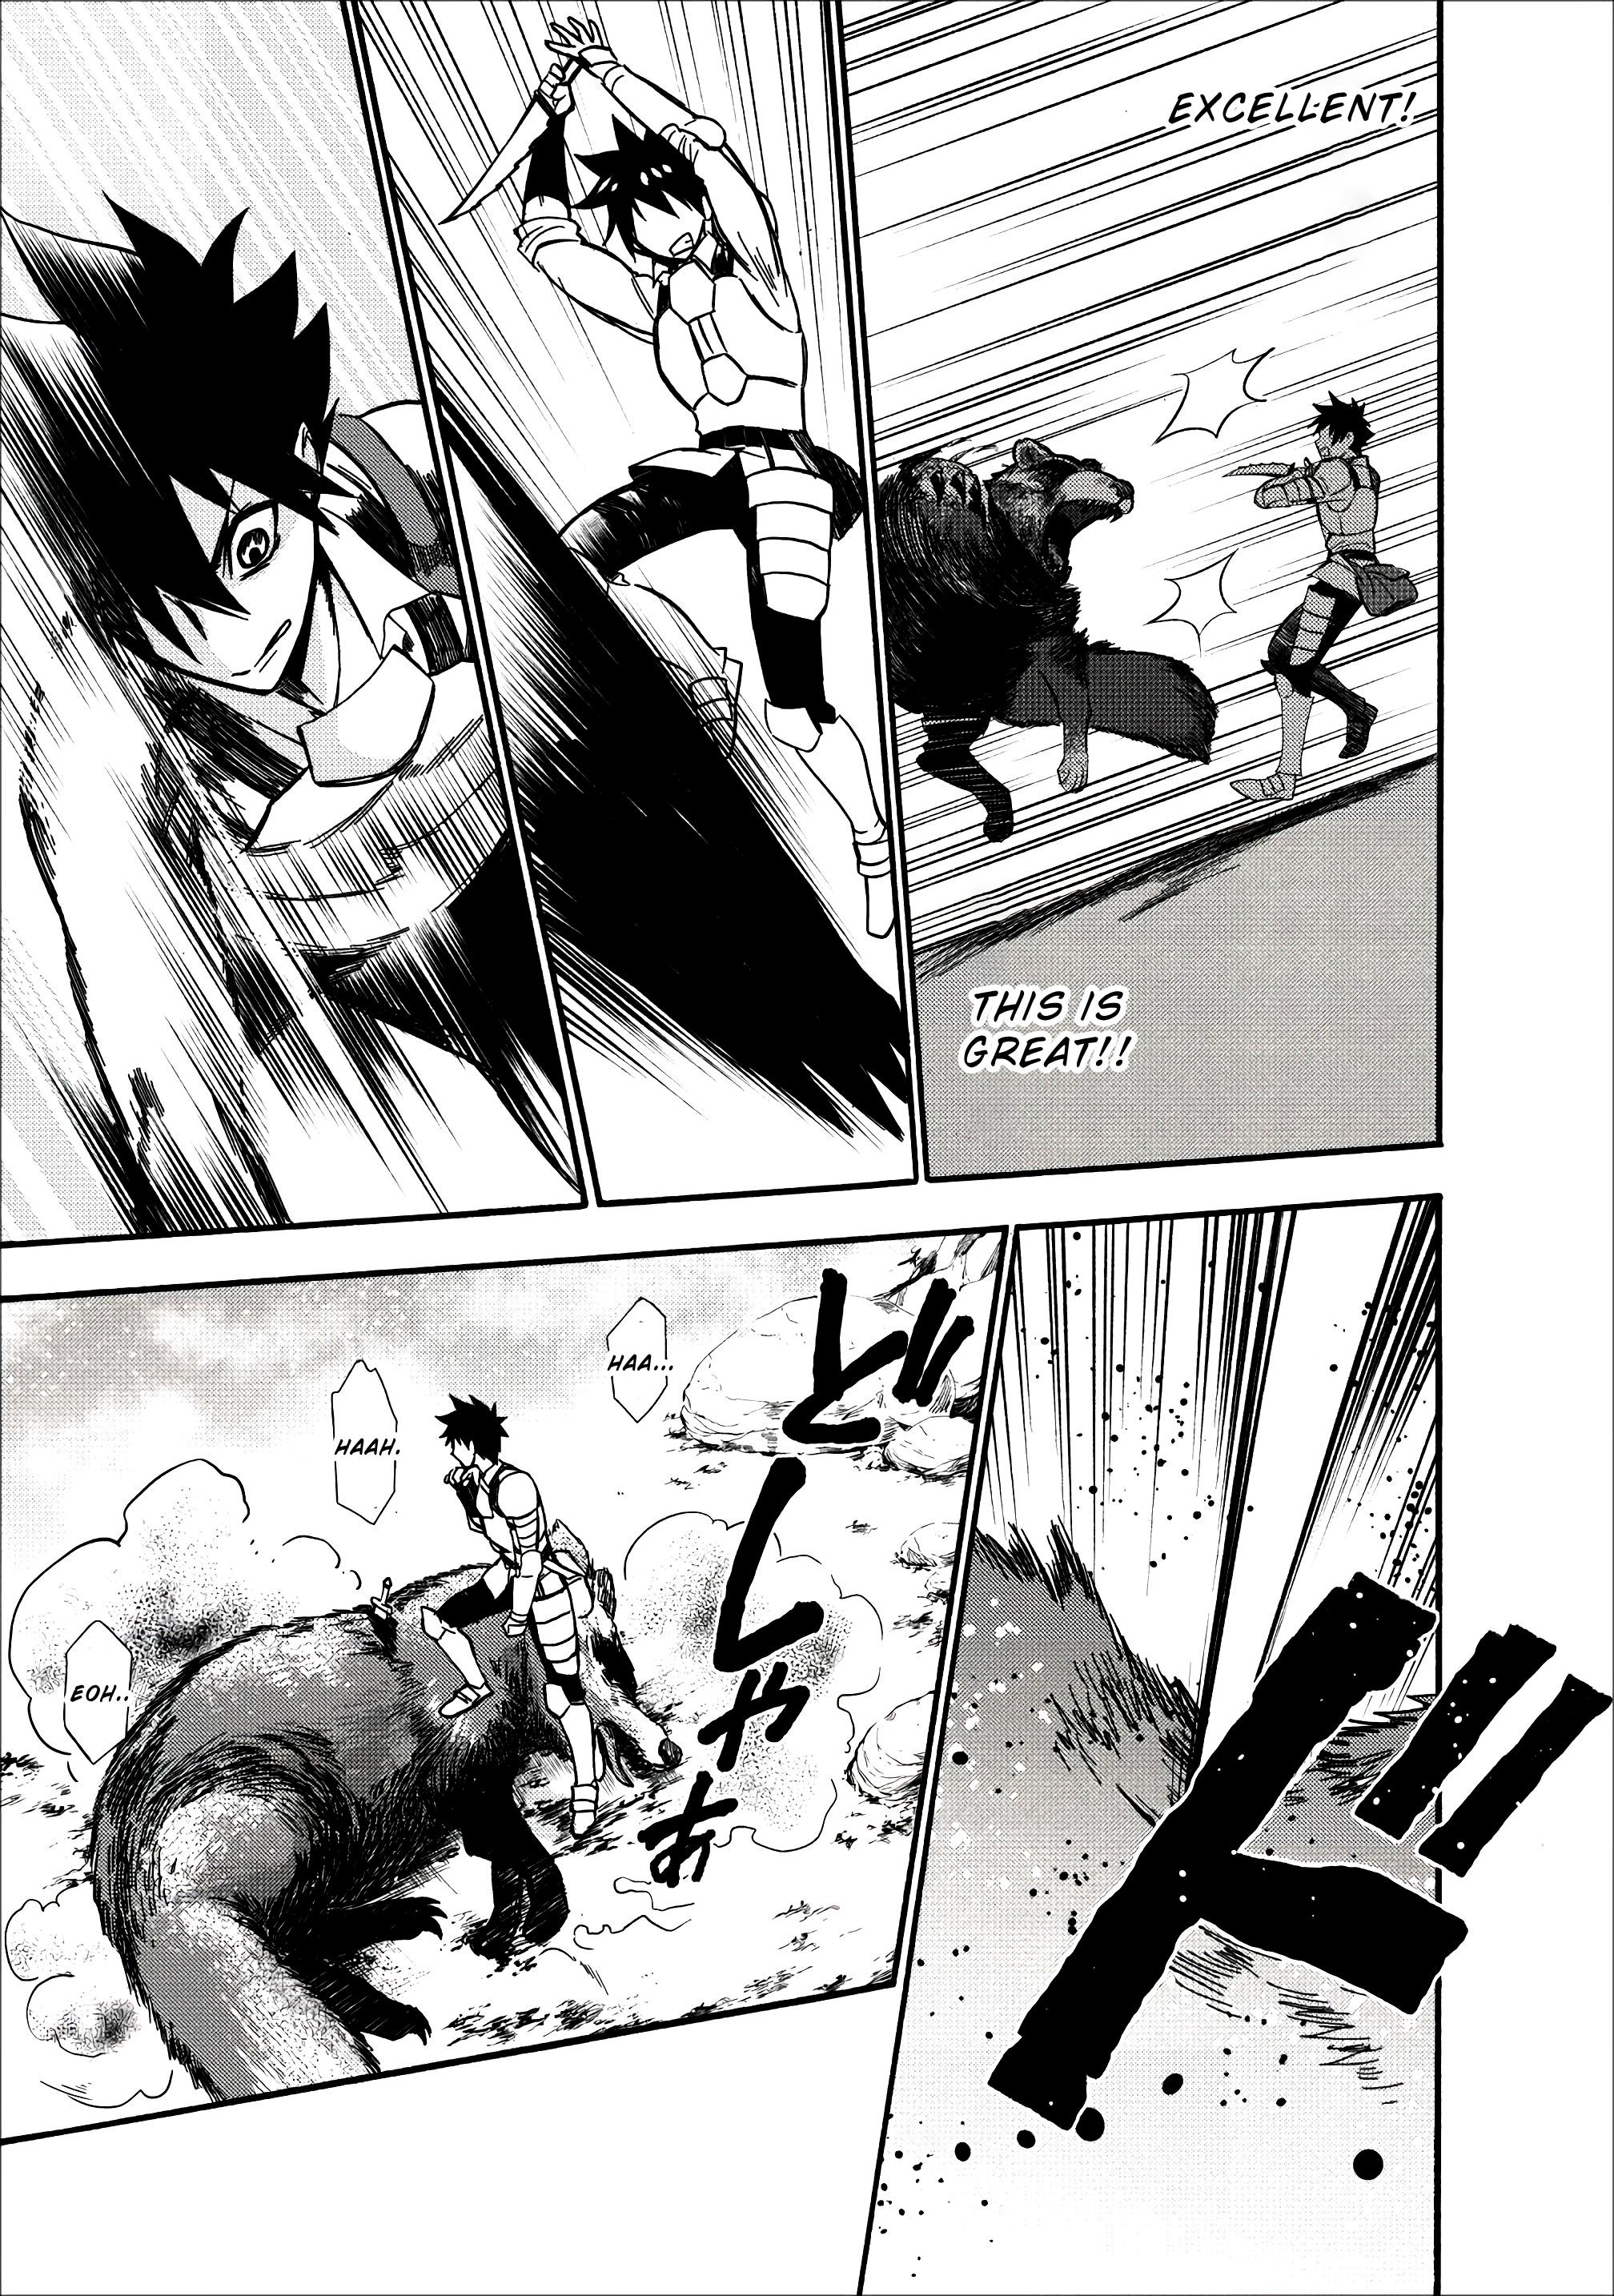 EXCELLENT!
THIS IS
GREAT!!
ド
どしゃあ
HAA...
HAAH.
EOH..